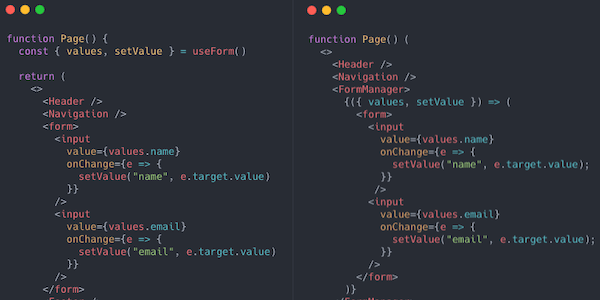 function Page() {
const { values, setValue } = useForm()
return (
<>
<Header />
<Navigation />
<form>
<input
value={values.name}
onChange={e => {
setValue("name", e.target.value)
}}
/>
<input
value={values.email}
onChange={e => {
setValue("email", e.target.value)
}}
/>
</form>
function Page() (
<>
<Header />
<Navigation />
<FormManager>
{({ values, setValue }) => (
<form>
<input
value={values.name}
onChange={e => {
setValue("name", e.target.value);
}}
/>
<input
value={values.email}
onChange={e => {
setValue("email", e.target.value);
}}
/>
</form>
)}